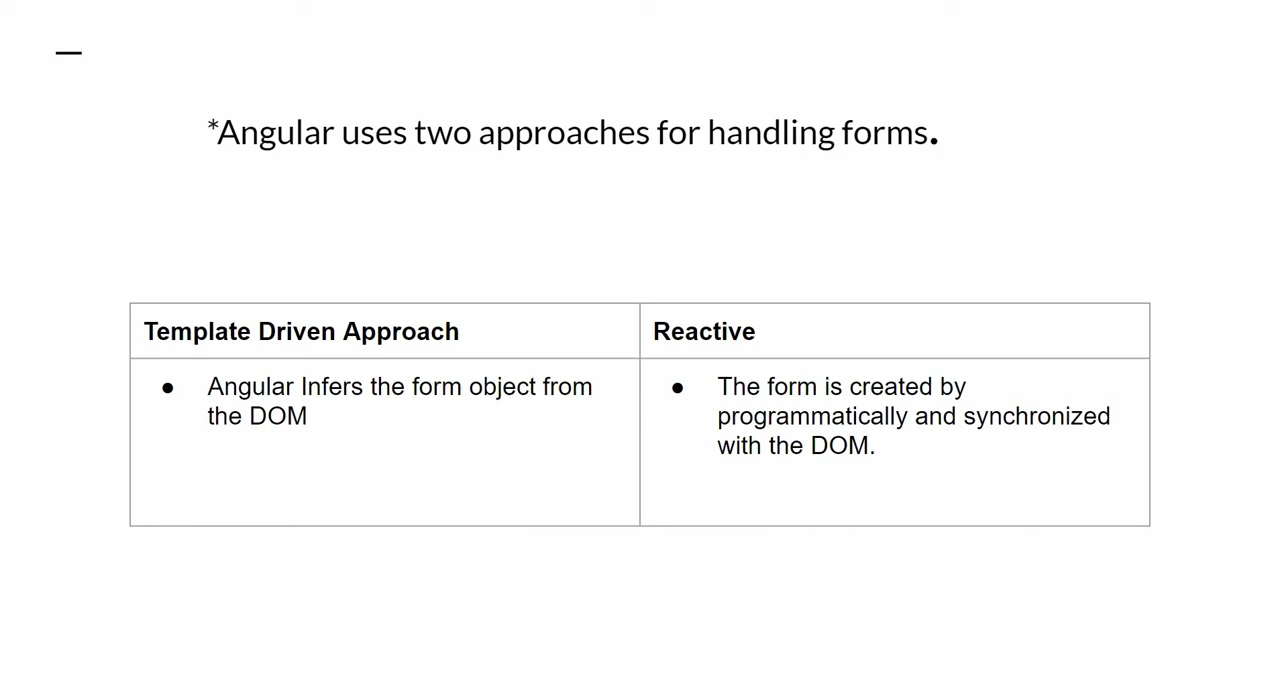 *Angular uses two approaches for handling forms.
Template Driven Approach
Reactive
● Angular Infers the form object from
the DOM
● The form is created by
programmatically and synchronized
with the DOM.